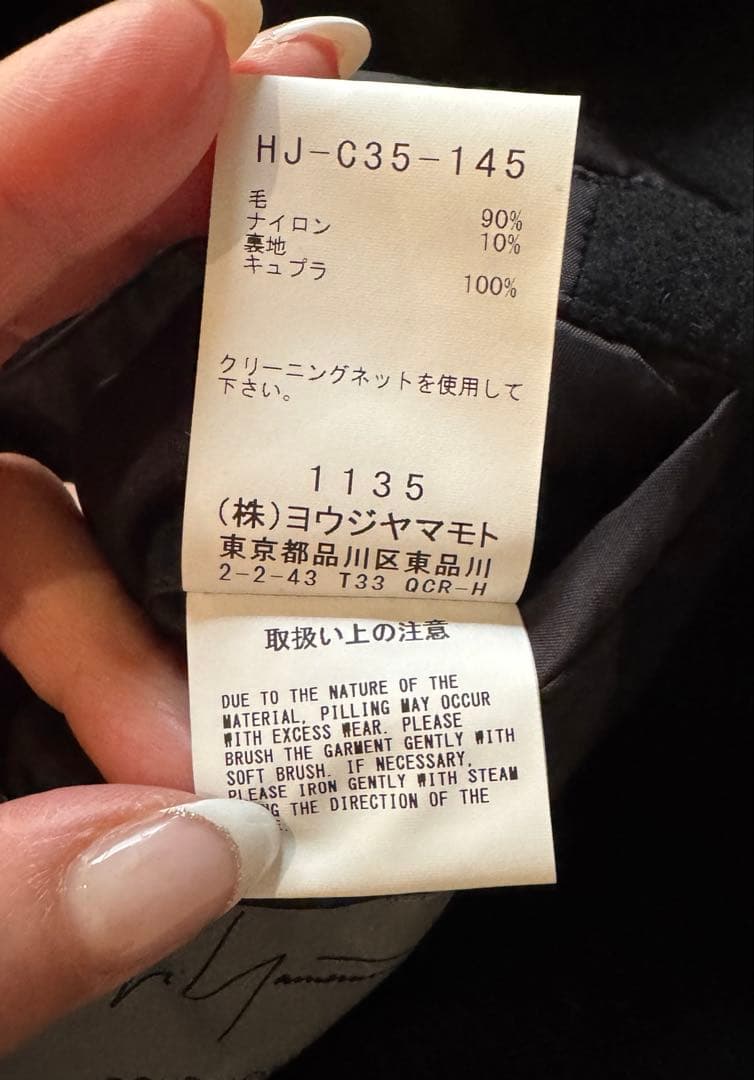 HJ-C35-145
毛
ナイロン 90%
裏地 10%
キュプラ 100%
クリーニングネットを使用して
下さい。
1135
(株)ヨウジヤマモト
東京都品川区東品川
2-2-43 T33 QCR-H
取扱い上の注意
DUE TO THE NATURE OF THE
MATERIAL, PILLING MAY OCCUR
WITH EXCESS WEAR. PLEASE
BRUSH THE GARMENT GENTLY WITH
SOFT BRUSH. IF NECESSARY,
PLEASE IRON GENTLY WITH STEAM
THE DIRECTION OF THE